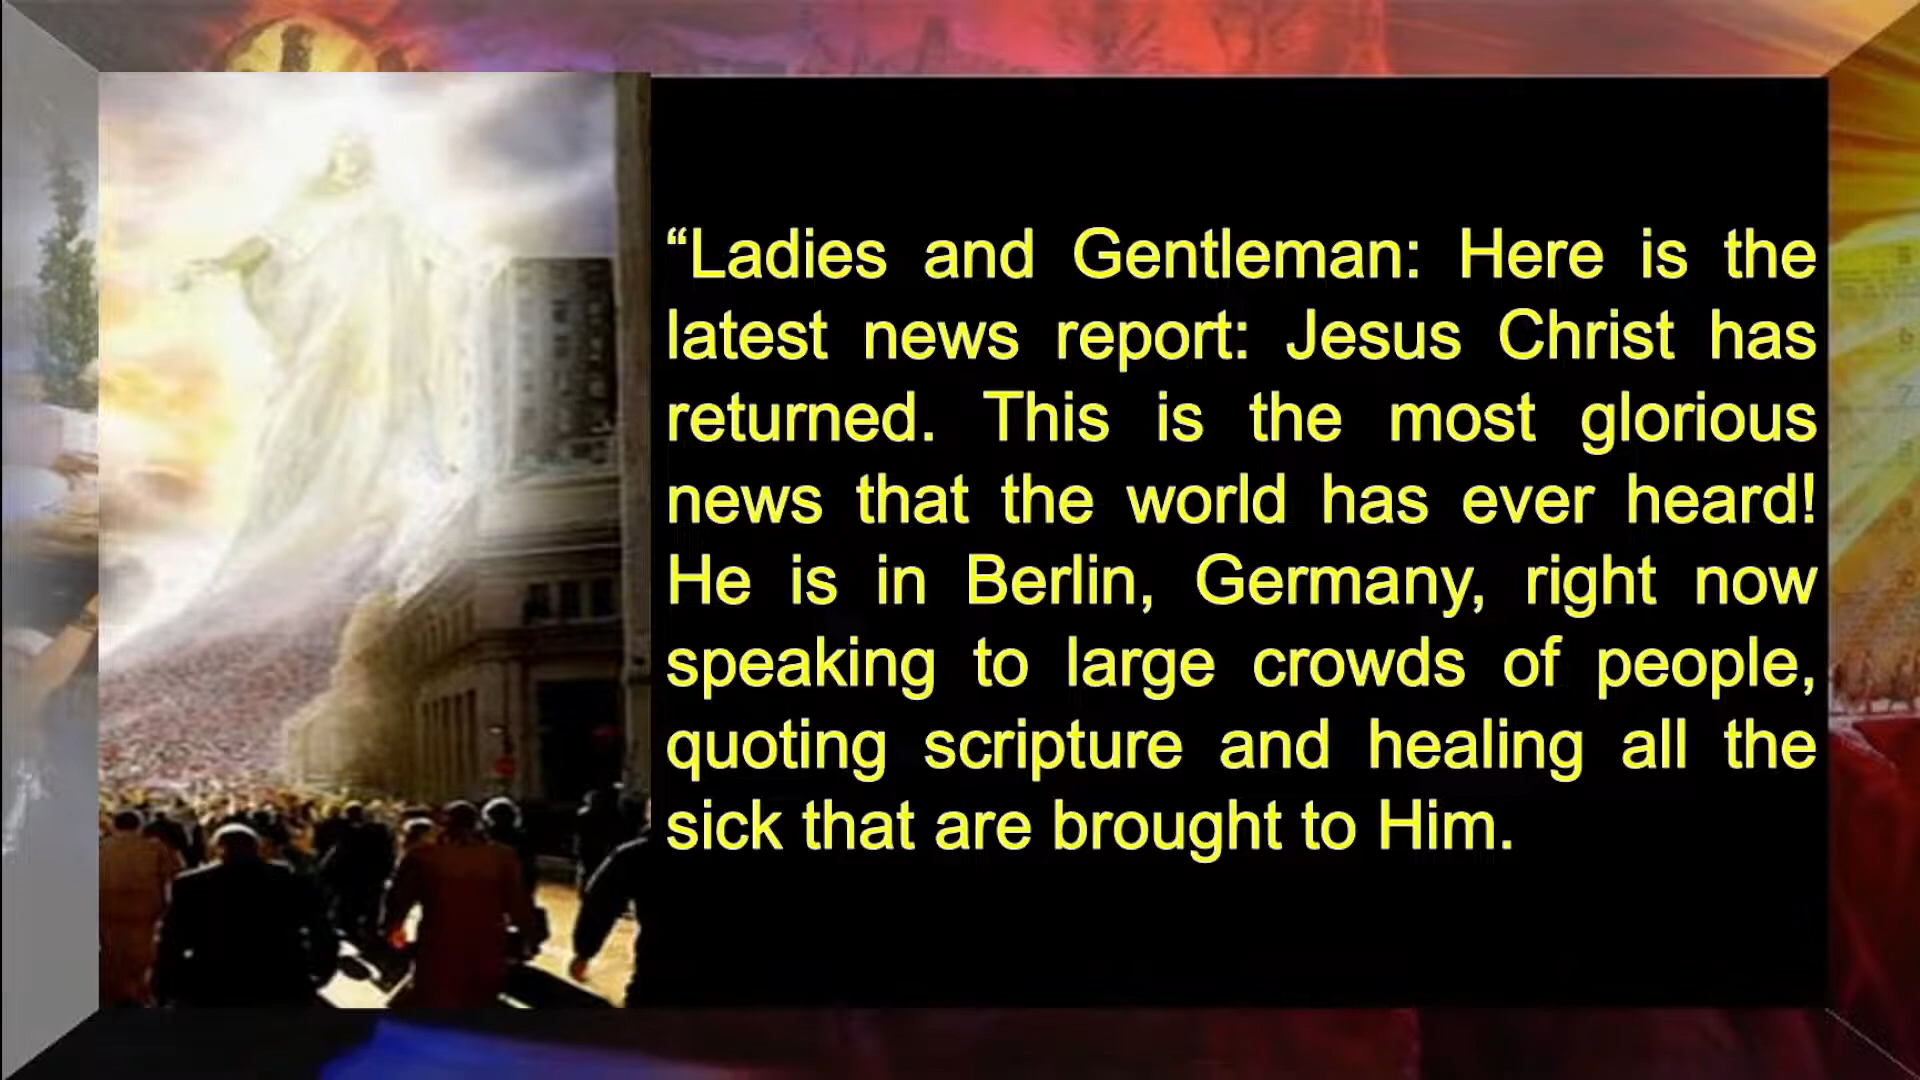 “Ladies and Gentleman: Here is the
latest news report: Jesus Christ has
returned. This is the most glorious
news that the world has ever heard!
He is in Berlin, Germany, right now
speaking to large crowds of people,
quoting scripture and healing all the
sick that are brought to Him.